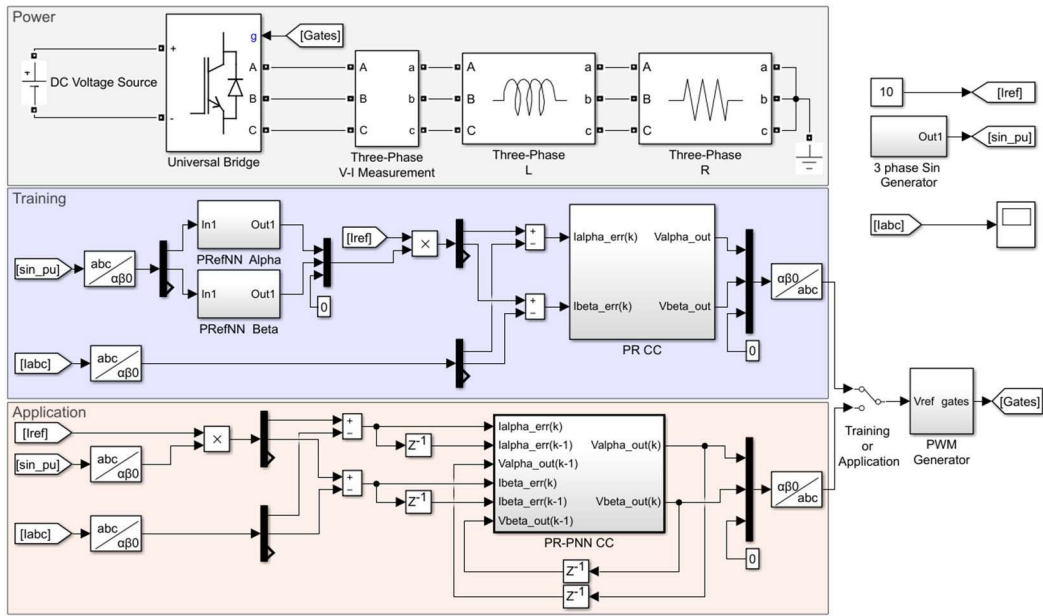 Power
DC Voltage Source
+
+
-
g
A
B
C
Universal Bridge
[Gates]
A
B
C
a
b
c
Three-Phase
V-I Measurement
A
B
C
a
b
c
Three-Phase
L
A
B
C
a
b
c
Three-Phase
R
10
[Iref]
Out1
[sin_pu]
3 phase Sin
Generator
[Iabc]
Training
[sin_pu]
abc
αβ0
In1
Out1
PRefNN Alpha
In1
Out1
PRefNN Beta
0
[Iref]
×
+
−
+
−
Ialpha_err(k)
Valpha_out
Ibeta_err(k)
Vbeta_out
PR CC
0
αβ0
abc
[Iabc]
abc
αβ0
Application
[Iref]
[sin_pu]
abc
αβ0
×
[Iabc]
abc
αβ0
+
−
+
−
Z-1
Z-1
Ialpha_err(k)
Ialpha_err(k-1)
Valpha_out(k-1)
Ibeta_err(k)
Ibeta_err(k-1)
Vbeta_out(k-1)
Valpha_out(k)
Vbeta_out(k)
PR-PNN CC
Z-1
Z-1
0
αβ0
abc
Training
or
Application
Vref gates
PWM
Generator
[Gates]